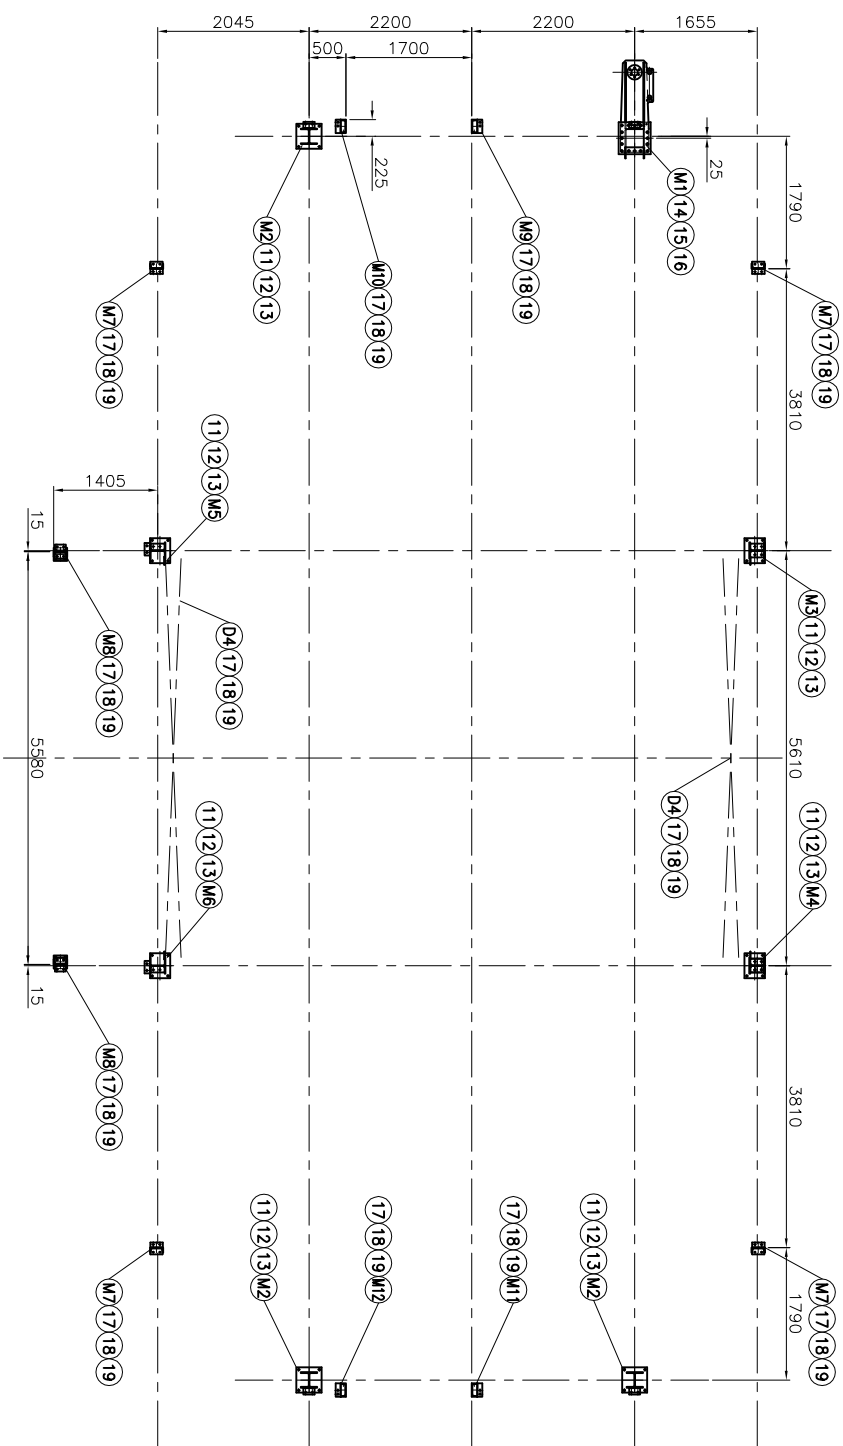 2045 2200 2200 1655
500 1700
225
25
1790
M1 14 15 16
M2 11 12 13
M9 17 18 19
M10 17 18 19
M7 17 18 19
M7 17 18 19
3810
11 12 13 M5
1405
15
M8 17 18 19
D4 17 18 19
M3 11 12 13
5580
5610
D4 17 18 19
11 12 13 M6
11 12 13 M4
15
M8 17 18 19
3810
11 12 13 M2
17 18 19 M12
17 18 19 M11
11 12 13 M2
M7 17 18 19
M7 17 18 19
1790